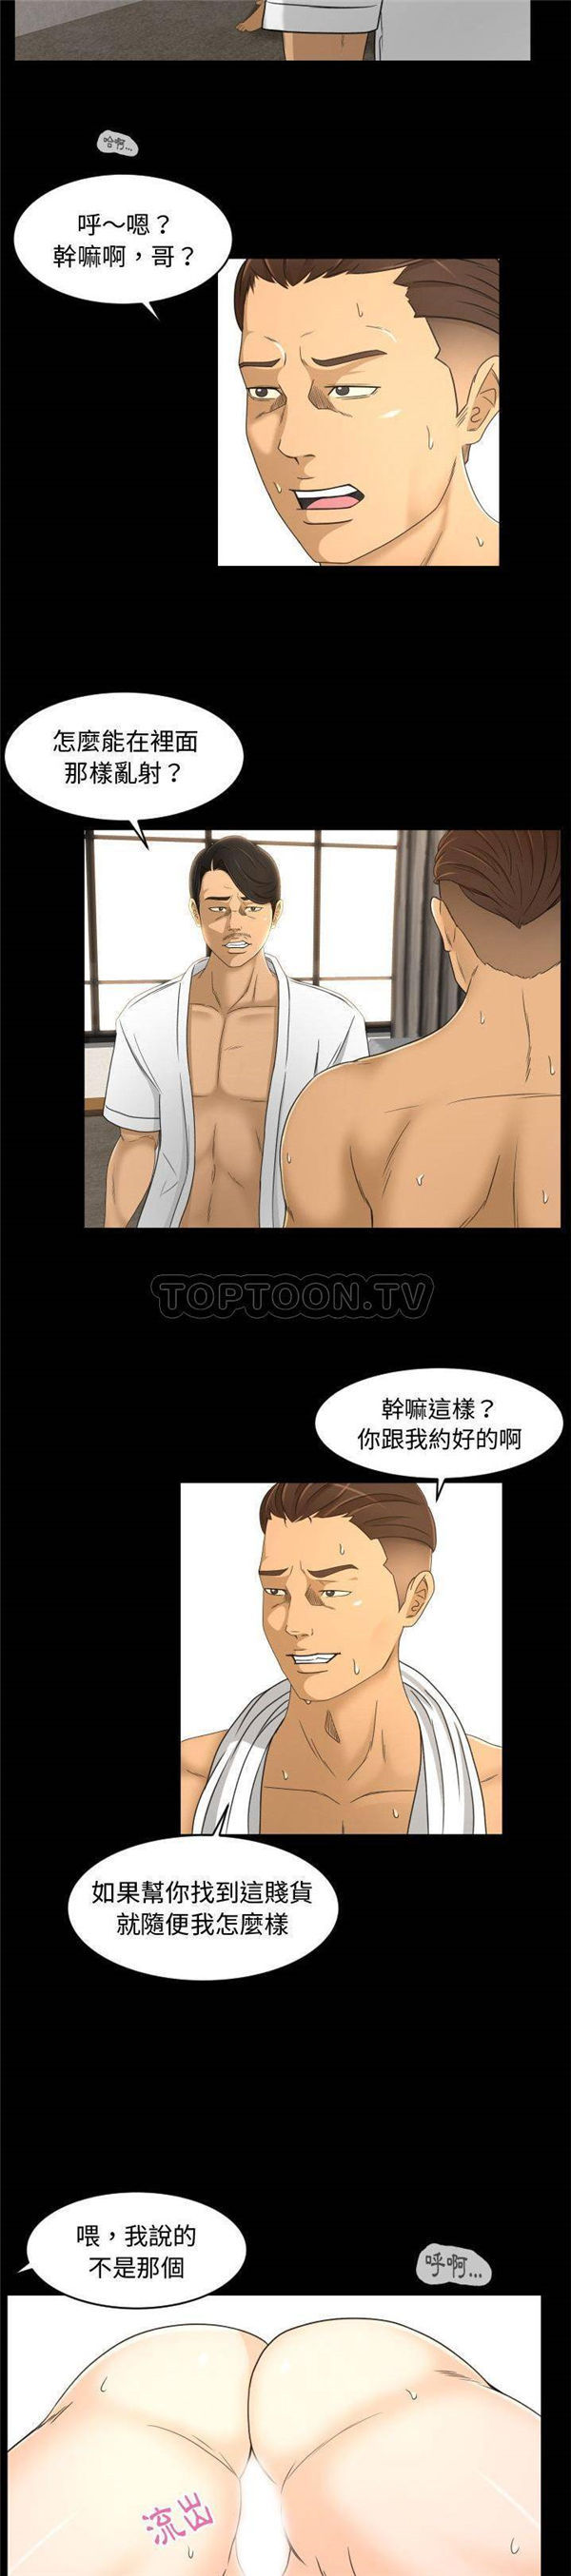 哈啊...
呼～嗯？
幹嘛啊，哥？
怎麼能在裡面
那樣亂射？
TOPTOON.TV
幹嘛這樣？
你跟我約好的啊
如果幫你找到這賤貨
就隨便我怎麼樣
喂，我說的
不是那個
呼啊...
流出